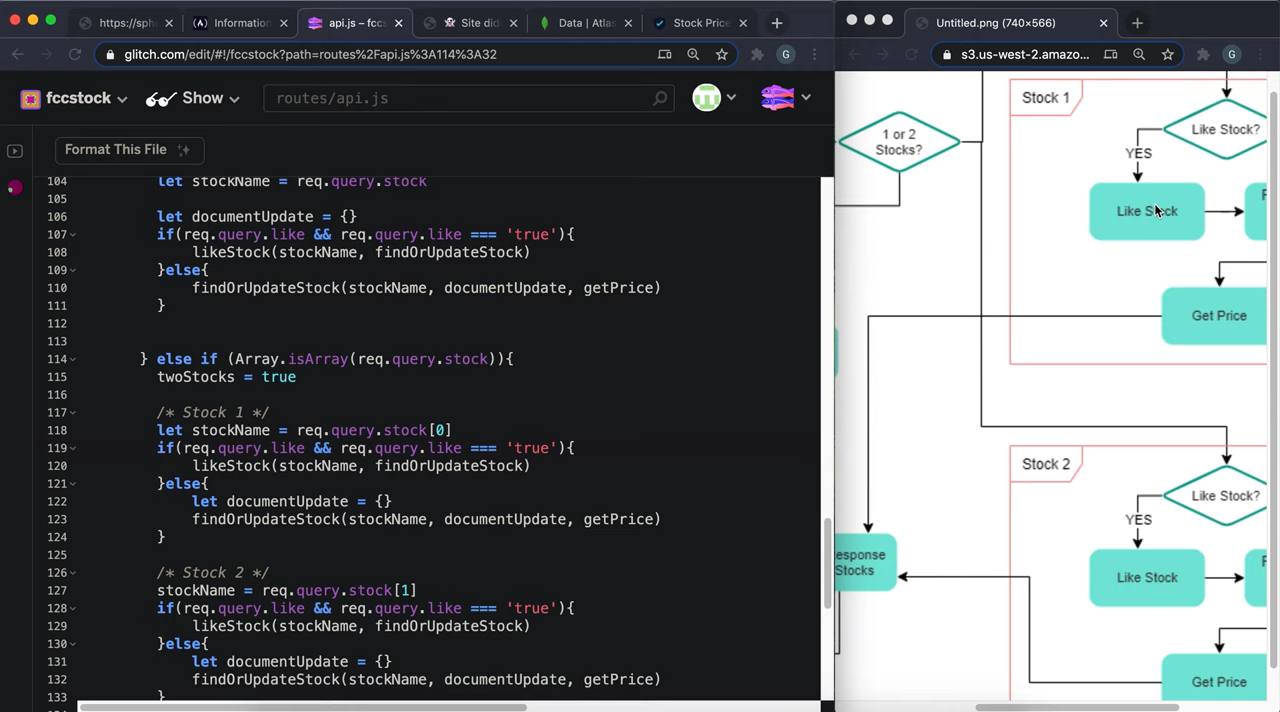 https://sph
Information
api.js – fccs
Site did
Data | Atlas
Stock Price
Untitled.png (740×566)
glitch.com/edit/#!/fccstock?path=routes%2Fapi.js%3A114%3A32
G
s3.us-west-2.amazo...
G
fccstock
Show
routes/api.js
Format This File
104 let stockName = req.query.stock
105
106 let documentUpdate = {}
107 if(req.query.like && req.query.like === 'true'){
108 likeStock(stockName, findOrUpdateStock)
109 }else{
110 findOrUpdateStock(stockName, documentUpdate, getPrice)
111 }
112
113
114 } else if (Array.isArray(req.query.stock)){
115 twoStocks = true
116
117 /* Stock 1 */
118 let stockName = req.query.stock[0]
119 if(req.query.like && req.query.like === 'true'){
120 likeStock(stockName, findOrUpdateStock)
121 }else{
122 let documentUpdate = {}
123 findOrUpdateStock(stockName, documentUpdate, getPrice)
124 }
125
126 /* Stock 2 */
127 stockName = req.query.stock[1]
128 if(req.query.like && req.query.like === 'true'){
129 likeStock(stockName, findOrUpdateStock)
130 }else{
131 let documentUpdate = {}
132 findOrUpdateStock(stockName, documentUpdate, getPrice)
133 }
1 or 2
Stocks?
Stock 1
Like Stock?
YES
Like Stock
F
Get Price
Stock 2
Like Stock?
YES
Like Stock
F
Get Price
esponse
Stocks